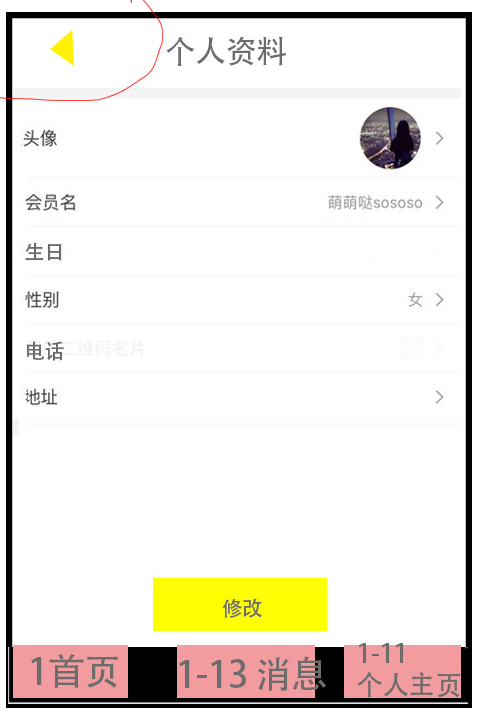 个人资料
头像
会员名 萌萌哒sososo
生日
性别 女
电话 二维码名片
地址
修改
1首页 1-13 消息 1-11
个人主页